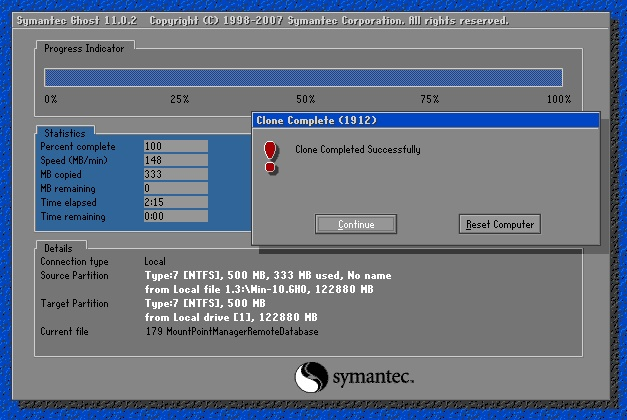 Symantec Ghost 11.0.2 Copyright (C) 1998-2007 Symantec Corporation. All rights reserved.
Progress Indicator
0% 25% 50% 75% 100%
Clone Complete (1912)
Clone Completed Successfully
Continue Reset Computer
Statistics
Percent complete 100
Speed (MB/min) 148
MB copied 333
MB remaining 0
Time elapsed 2:15
Time remaining 0:00
Details
Connection type Local
Source Partition Type:7 [NTFS], 500 MB, 333 MB used, No name
from Local file 1.3:\Win-10.GHO, 122880 MB
Target Partition Type:7 [NTFS], 500 MB
from Local drive [1], 122880 MB
Current file 179 MountPointManagerRemoteDatabase
symantec™